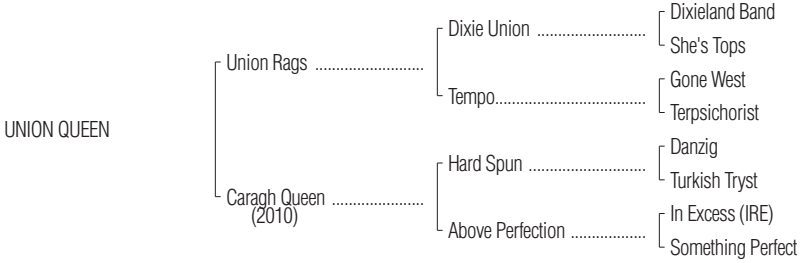 Dixieland Band
Dixie Union ..........................
She's Tops
Union Rags ..........................
Gone West
Tempo....................................
Terpsichorist
UNION QUEEN
Danzig
Hard Spun ............................
Turkish Tryst
Caragh Queen ......................
(2010)
In Excess (IRE)
Above Perfection ..................
Something Perfect